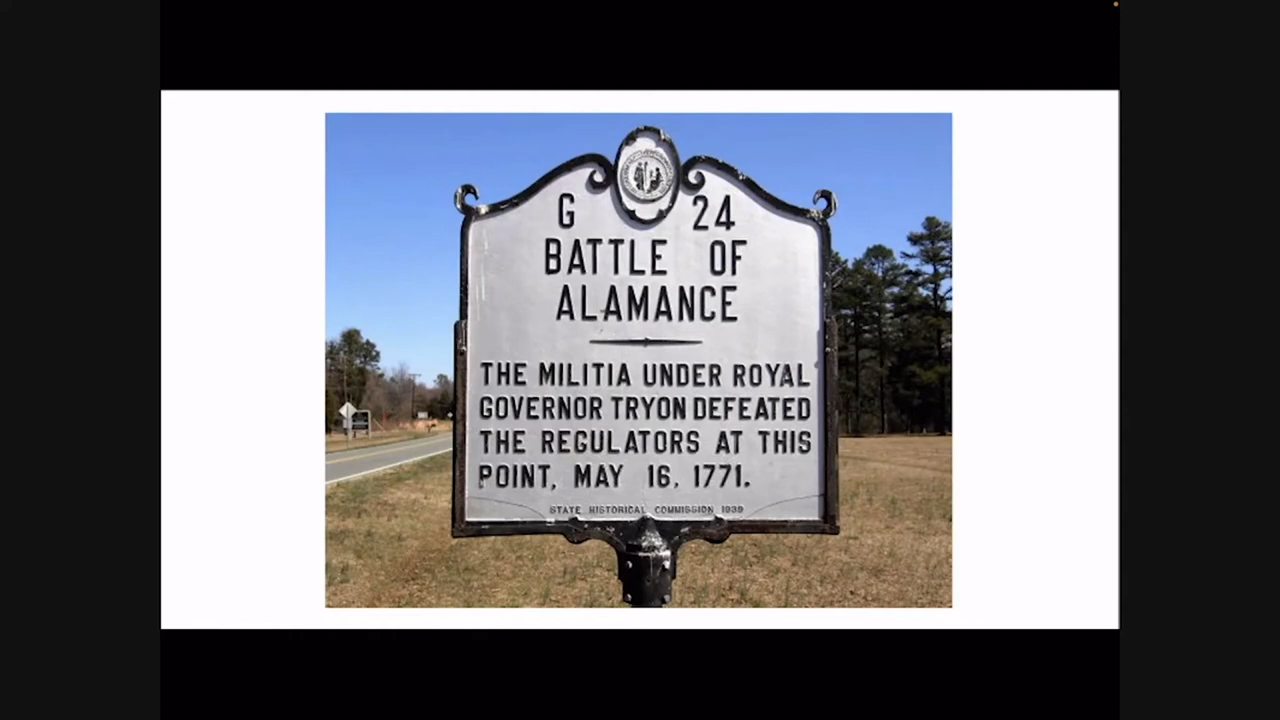 G 24
BATTLE OF
ALAMANCE
THE MILITIA UNDER ROYAL
GOVERNOR TRYON DEFEATED
THE REGULATORS AT THIS
POINT, MAY 16, 1771.
STATE HISTORICAL COMMISSION 1939